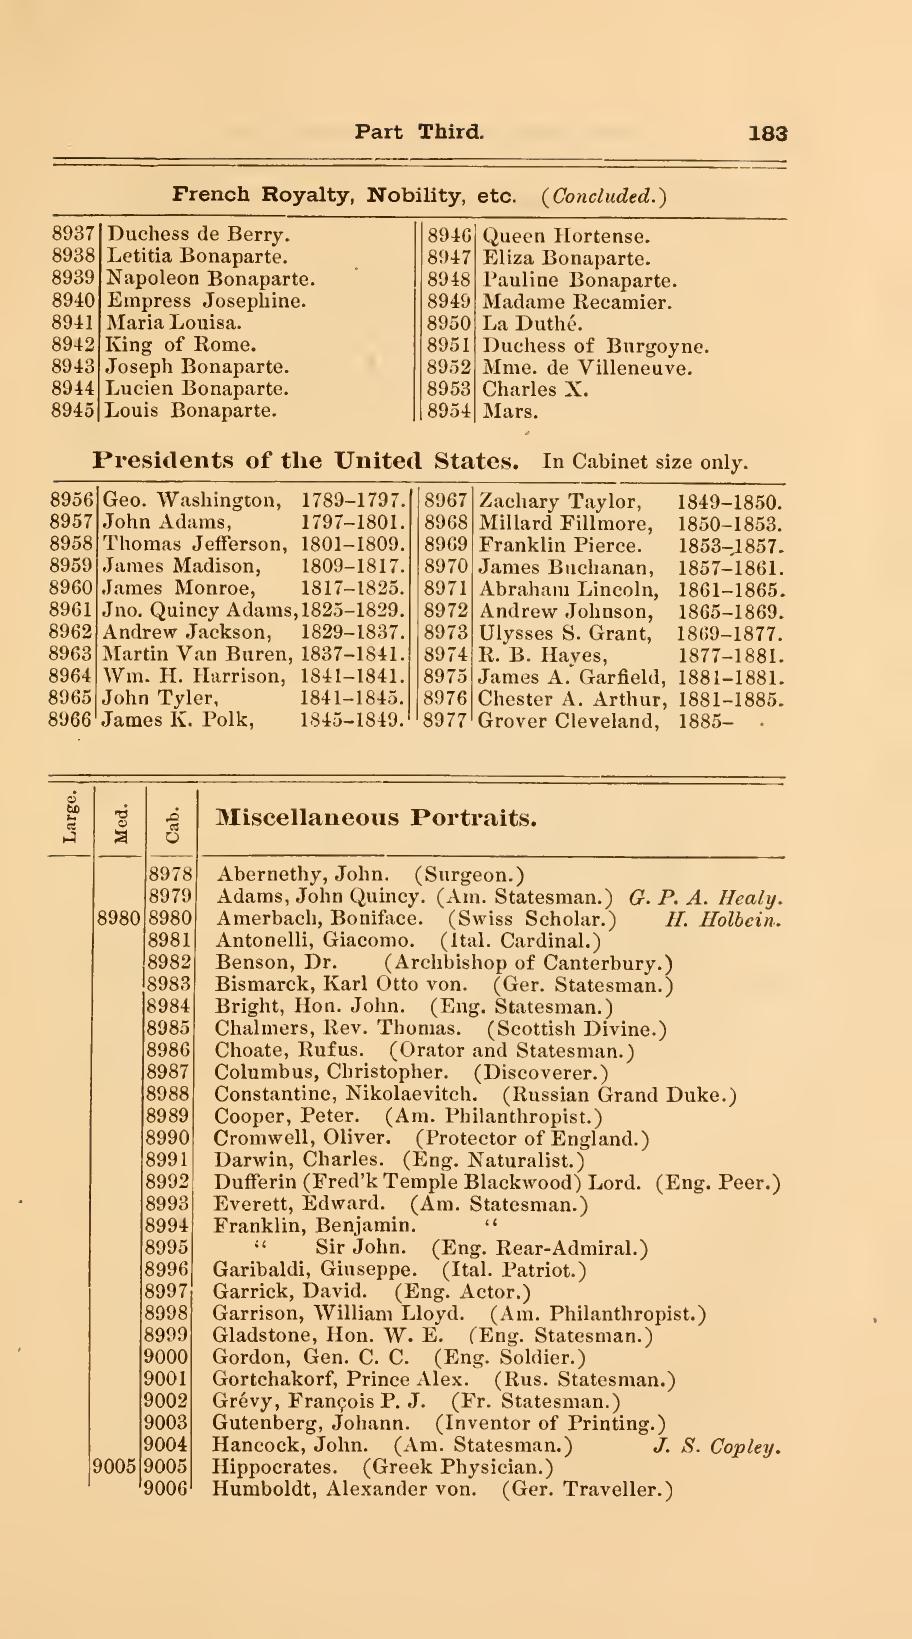 Part Third. 183
French Royalty, Nobility, etc. (Concluded.)
8937 Duchess de Berry.
8938 Letitia Bonaparte.
8939 Napoleon Bonaparte.
8940 Empress Josephine.
8941 Maria Louisa.
8942 King of Rome.
8943 Joseph Bonaparte.
8944 Lucien Bonaparte.
8945 Louis Bonaparte.
8946 Queen Hortense.
8947 Eliza Bonaparte.
8948 Pauline Bonaparte.
8949 Madame Recamier.
8950 La Duthé.
8951 Duchess of Burgoyne.
8952 Mme. de Villeneuve.
8953 Charles X.
8954 Mars.
Presidents of the United States. In Cabinet size only.
8956 Geo. Washington, 1789–1797.
8957 John Adams, 1797–1801.
8958 Thomas Jefferson, 1801–1809.
8959 James Madison, 1809–1817.
8960 James Monroe, 1817–1825.
8961 Jno. Quincy Adams, 1825–1829.
8962 Andrew Jackson, 1829–1837.
8963 Martin Van Buren, 1837–1841.
8964 Wm. H. Harrison, 1841–1841.
8965 John Tyler, 1841–1845.
8966 James K. Polk, 1845–1849.
8967 Zachary Taylor, 1849–1850.
8968 Millard Fillmore, 1850–1853.
8969 Franklin Pierce. 1853–1857.
8970 James Buchanan, 1857–1861.
8971 Abraham Lincoln, 1861–1865.
8972 Andrew Johnson, 1865–1869.
8973 Ulysses S. Grant, 1869–1877.
8974 R. B. Hayes, 1877–1881.
8975 James A. Garfield, 1881–1881.
8976 Chester A. Arthur, 1881–1885.
8977 Grover Cleveland, 1885–
Large. Med. Cab. Miscellaneous Portraits.
8978 Abernethy, John. (Surgeon.)
8979 Adams, John Quincy. (Am. Statesman.) G. P. A. Healy.
8980 8980 Amerbach, Boniface. (Swiss Scholar.) H. Holbein.
8981 Antonelli, Giacomo. (Ital. Cardinal.)
8982 Benson, Dr. (Archbishop of Canterbury.)
8983 Bismarck, Karl Otto von. (Ger. Statesman.)
8984 Bright, Hon. John. (Eng. Statesman.)
8985 Chalmers, Rev. Thomas. (Scottish Divine.)
8986 Choate, Rufus. (Orator and Statesman.)
8987 Columbus, Christopher. (Discoverer.)
8988 Constantine, Nikolaevitch. (Russian Grand Duke.)
8989 Cooper, Peter. (Am. Philanthropist.)
8990 Cromwell, Oliver. (Protector of England.)
8991 Darwin, Charles. (Eng. Naturalist.)
8992 Dufferin (Fred'k Temple Blackwood) Lord. (Eng. Peer.)
8993 Everett, Edward. (Am. Statesman.)
8994 Franklin, Benjamin. "
8995 " Sir John. (Eng. Rear-Admiral.)
8996 Garibaldi, Giuseppe. (Ital. Patriot.)
8997 Garrick, David. (Eng. Actor.)
8998 Garrison, William Lloyd. (Am. Philanthropist.)
8999 Gladstone, Hon. W. E. (Eng. Statesman.)
9000 Gordon, Gen. C. C. (Eng. Soldier.)
9001 Gortchakorf, Prince Alex. (Rus. Statesman.)
9002 Grévy, François P. J. (Fr. Statesman.)
9003 Gutenberg, Johann. (Inventor of Printing.)
9004 Hancock, John. (Am. Statesman.) J. S. Copley.
9005 9005 Hippocrates. (Greek Physician.)
9006 Humboldt, Alexander von. (Ger. Traveller.)